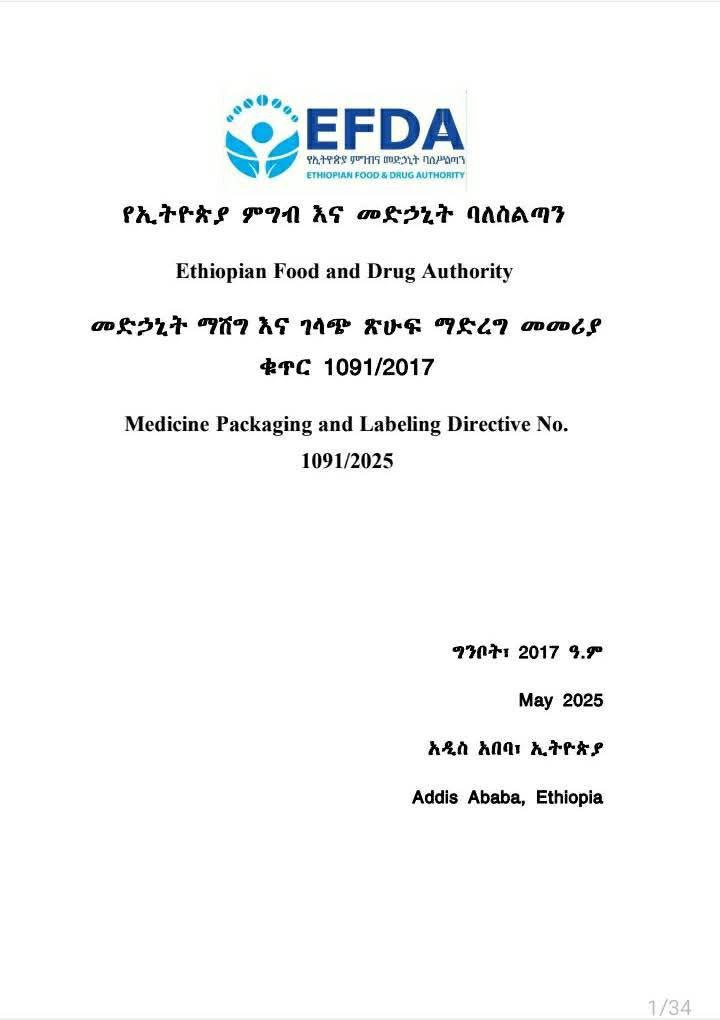 EFDA
የኢትዮጵያ ምግብና መድኃኒት ባለሥልጣን
ETHIOPIAN FOOD & DRUG AUTHORITY
የኢትዮጵያ ምግብ እና መድኃኒት ባለስልጣን
Ethiopian Food and Drug Authority
መድኃኒት ማሸግ እና ገላጭ ጽሁፍ ማድረግ መመሪያ
ቁጥር 1091/2017
Medicine Packaging and Labeling Directive No.
1091/2025
ግንቦት፣ 2017 ዓ.ም
May 2025
አዲስ አበባ፣ ኢትዮጵያ
Addis Ababa, Ethiopia
1/34